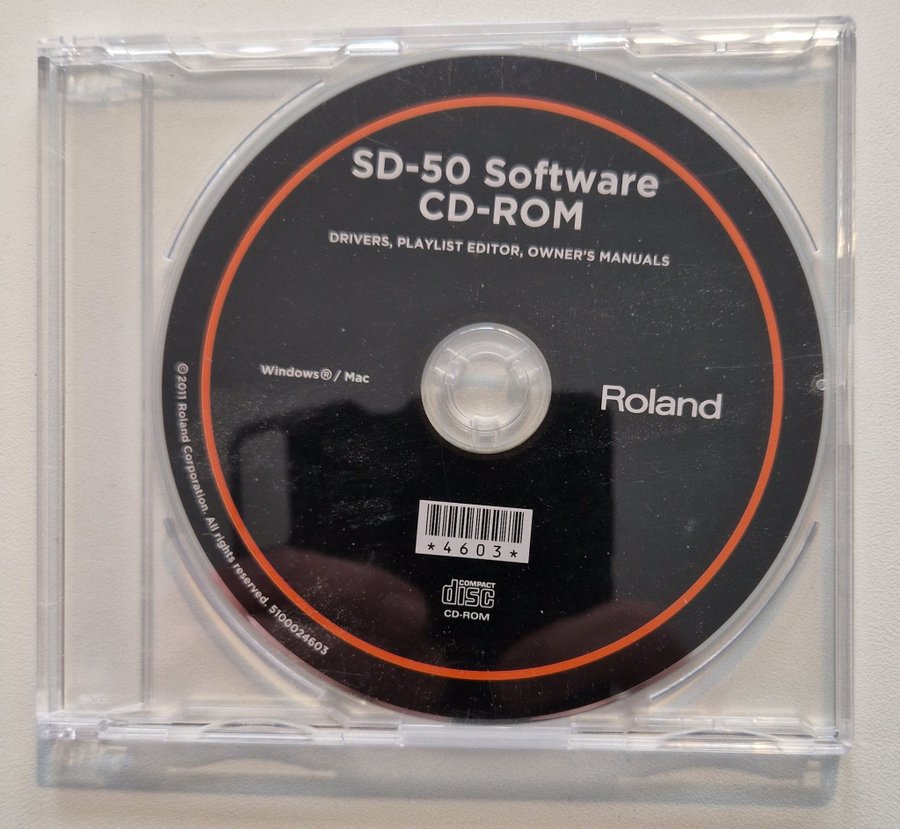 SD-50 Software
CD-ROM
DRIVERS, PLAYLIST EDITOR, OWNER'S MANUALS
Windows® / Mac
Roland
*4603*
COMPACT
disc
CD-ROM
© 2011 Roland Corporation. All rights reserved. 5100024603